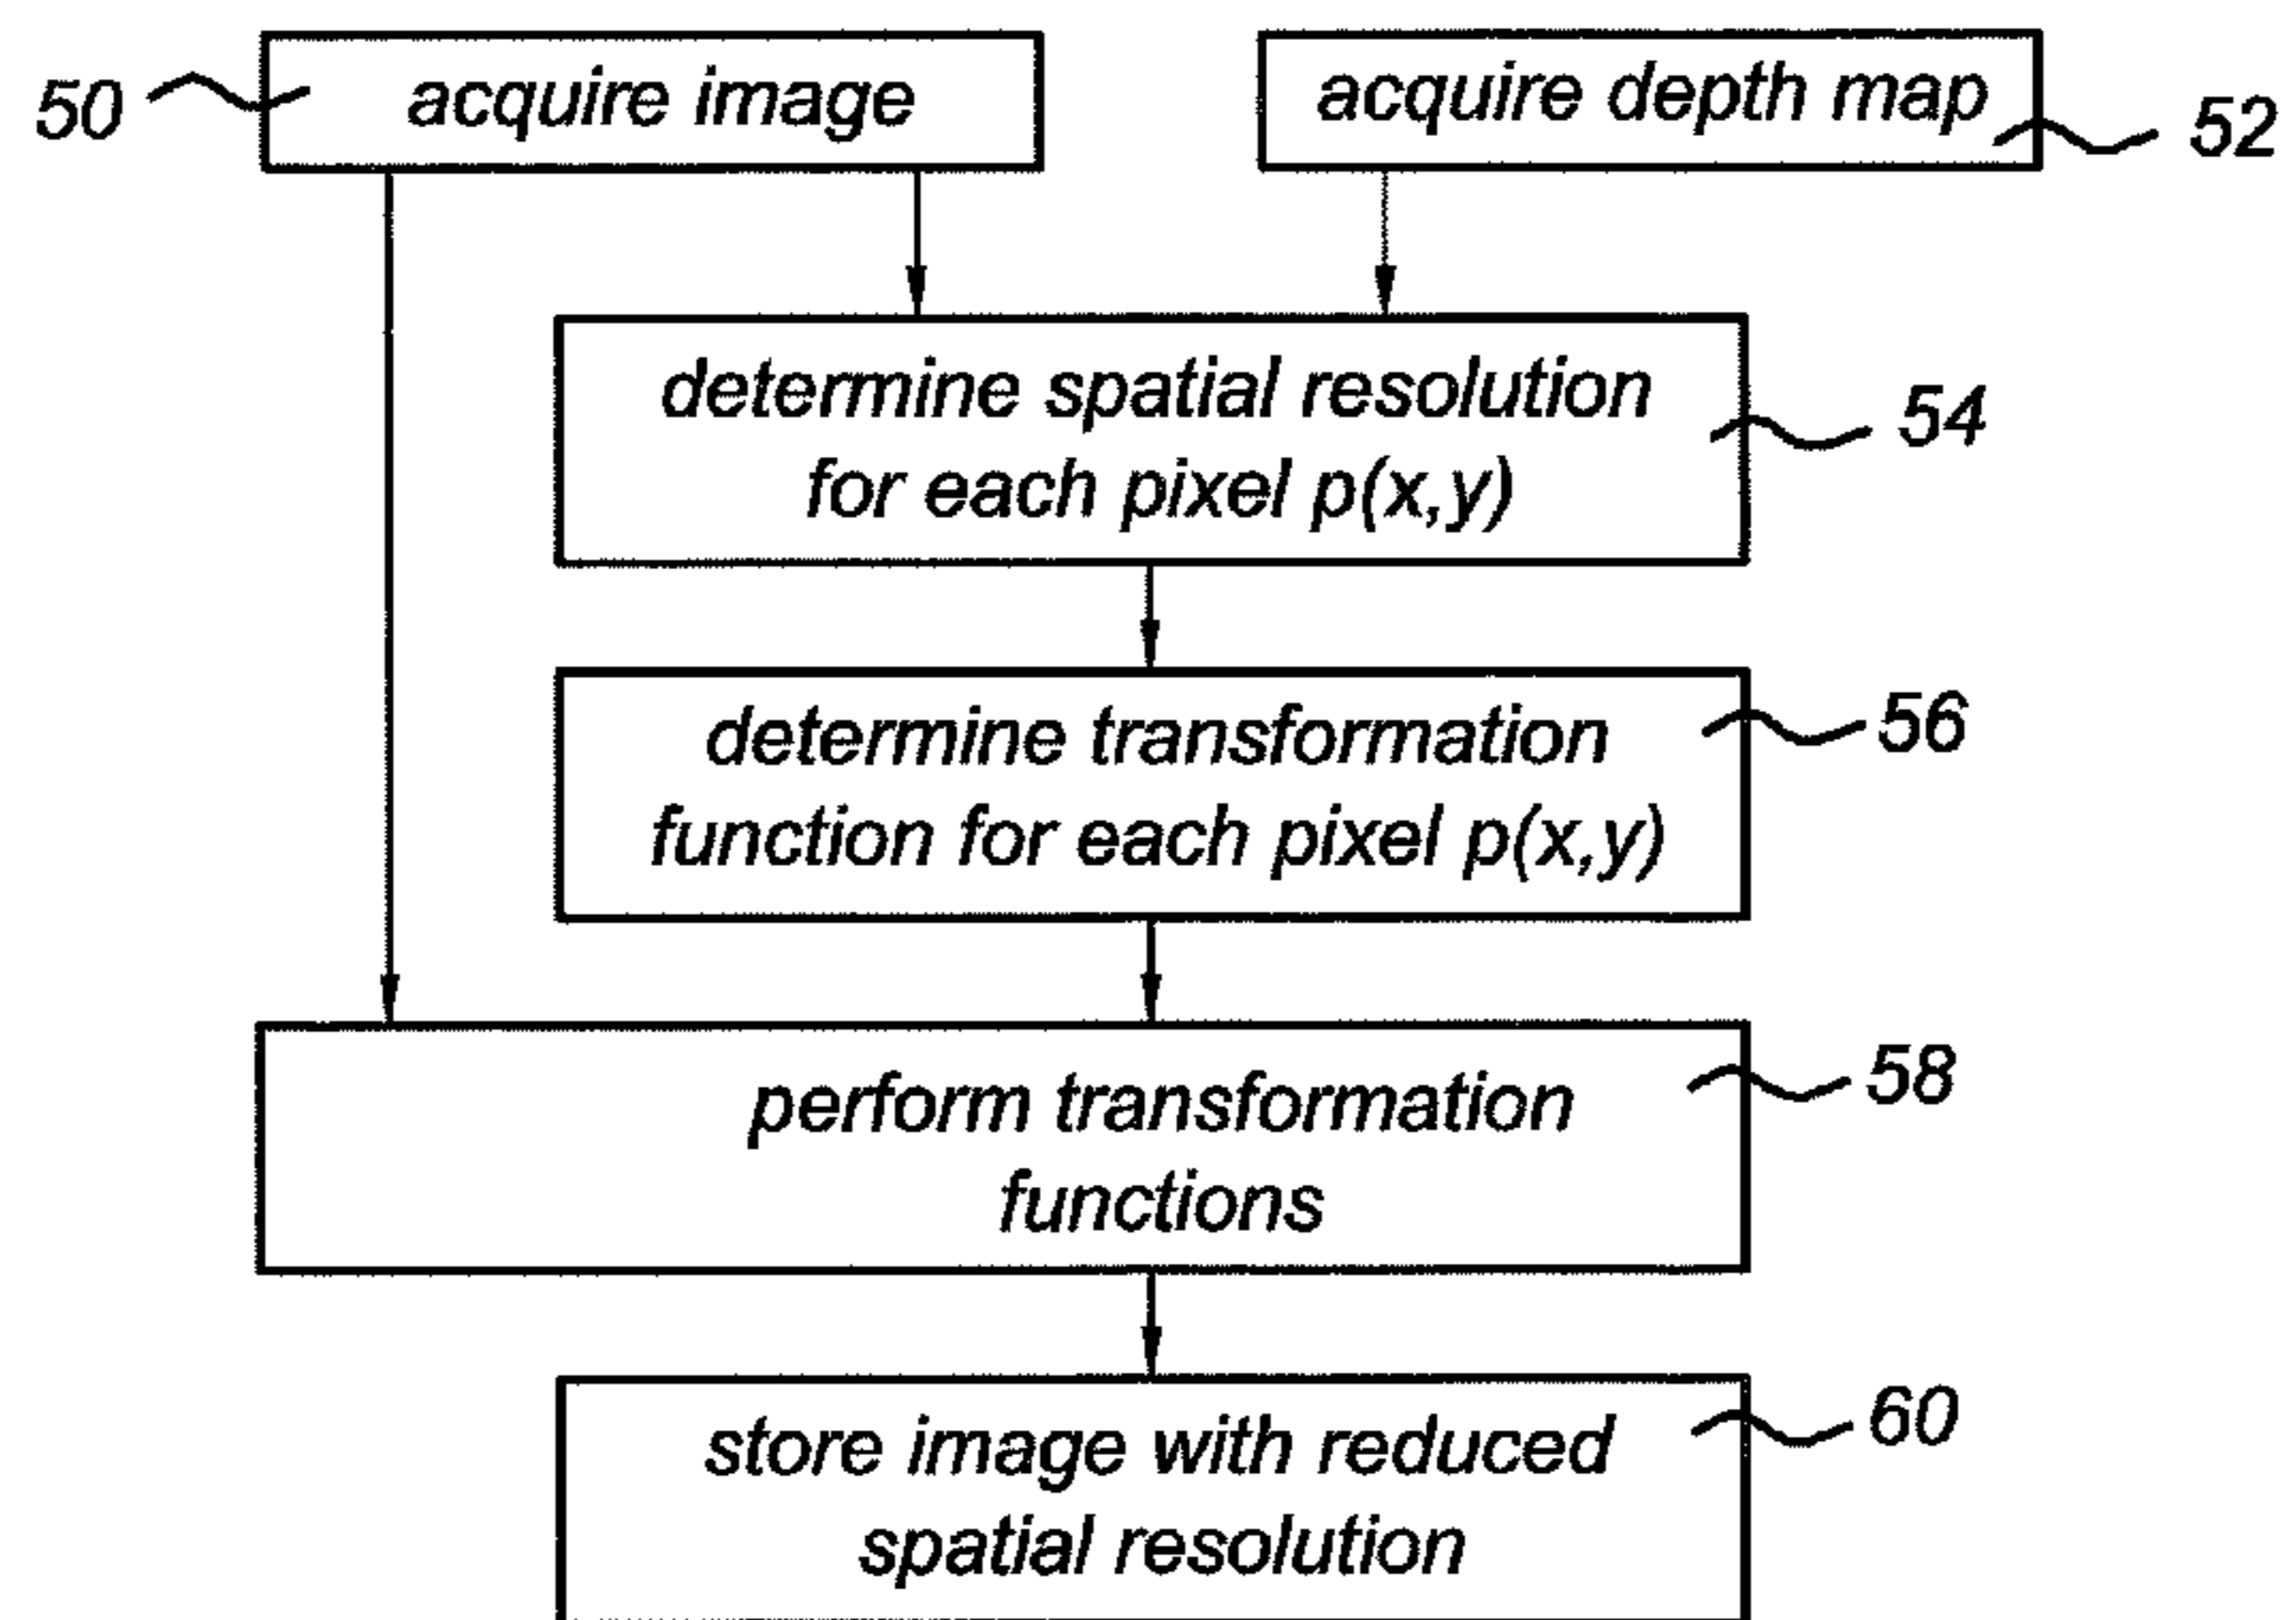 50
acquire image
acquire depth map
52
determine spatial resolution
for each pixel p(x,y)
54
determine transformation
function for each pixel p(x,y)
56
perform transformation
functions
58
store image with reduced
spatial resolution
60